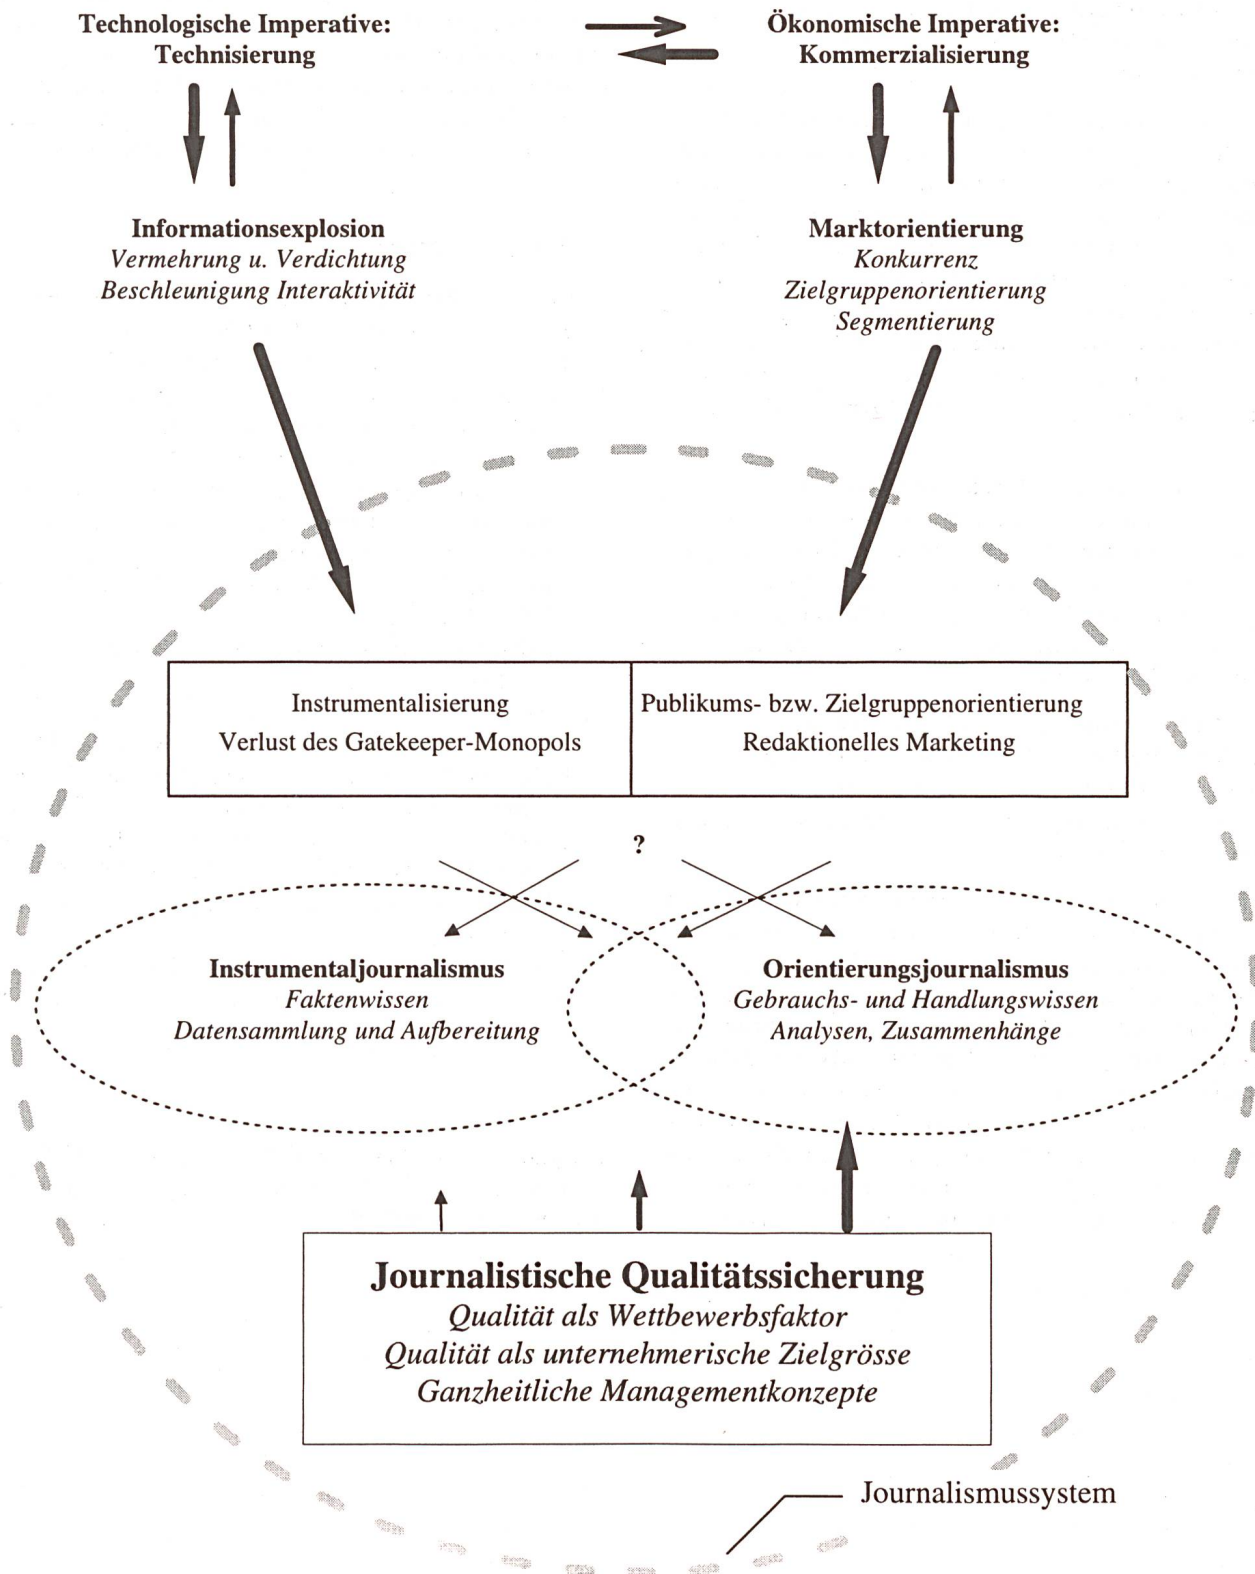 Technologische Imperative:
Technisierung
Ökonomische Imperative:
Kommerzialisierung
Informationsexplosion
Vermehrung u. Verdichtung
Beschleunigung Interaktivität
Marktorientierung
Konkurrenz
Zielgruppenorientierung
Segmentierung
Instrumentalisierung
Verlust des Gatekeeper-Monopols
Publikums- bzw. Zielgruppenorientierung
Redaktionelles Marketing
?
Instrumentaljournalismus
Faktenwissen
Datensammlung und Aufbereitung
Orientierungsjournalismus
Gebrauchs- und Handlungswissen
Analysen, Zusammenhänge
Journalistische Qualitätssicherung
Qualität als Wettbewerbsfaktor
Qualität als unternehmerische Zielgrösse
Ganzheitliche Managementkonzepte
Journalismussystem